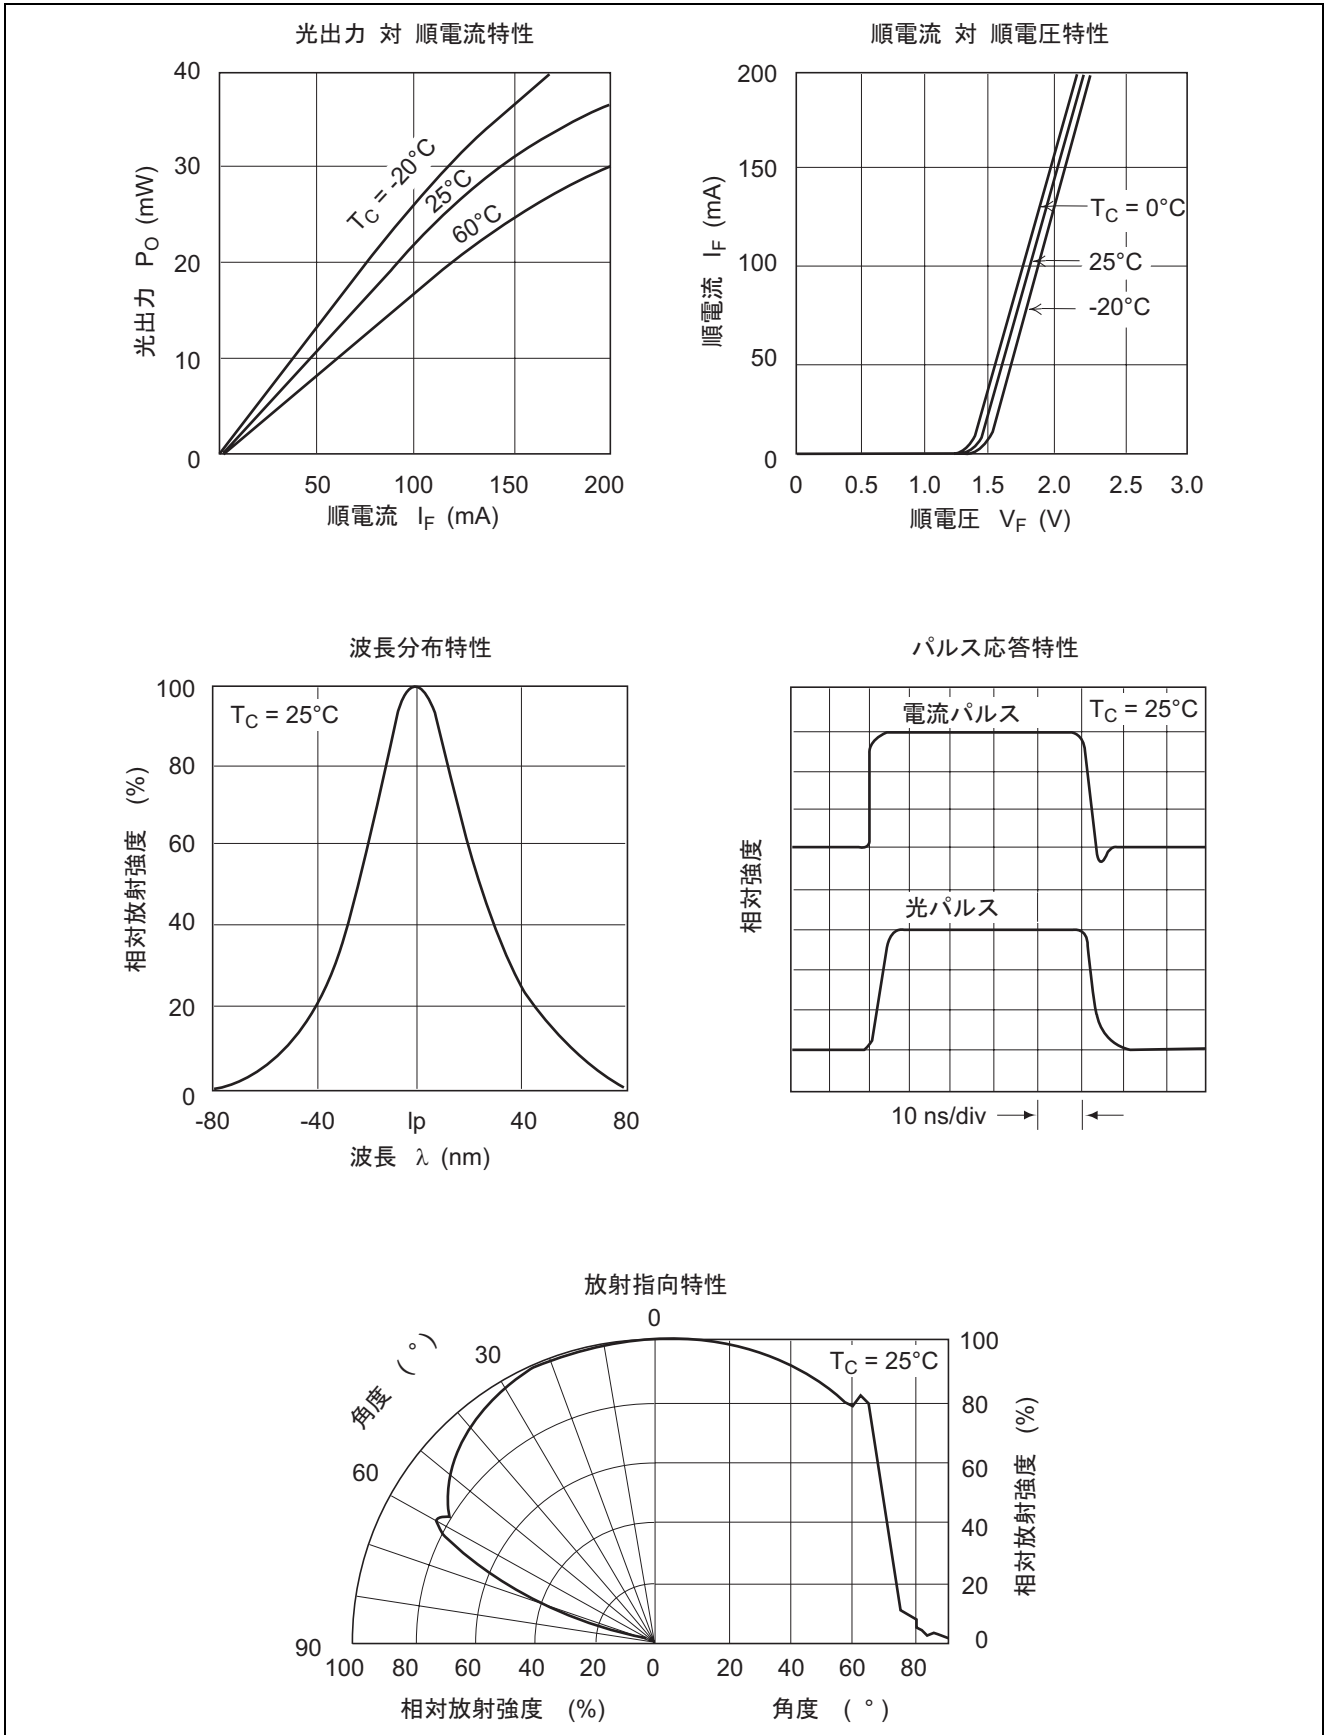 光出力 対 順電流特性
40
30
20
10
0
光出力 PO (mW)
TC = -20°C
25°C
60°C
50 100 150 200
順電流 IF (mA)
順電流 対 順電圧特性
200
150
100
50
0
順電流 IF (mA)
TC = 0°C
25°C
-20°C
0 0.5 1.0 1.5 2.0 2.5 3.0
順電圧 VF (V)
波長分布特性
100
80
60
40
20
0
相対放射強度 (%)
TC = 25°C
-80 -40 lp 40 80
波長 λ (nm)
パルス応答特性
相対強度
電流パルス
TC = 25°C
光パルス
10 ns/div
放射指向特性
0
30
60
90
角度 ( ° )
TC = 25°C
100
80
60
40
20
0
相対放射強度 (%)
100 80 60 40 20 0 20 40 60 80
相対放射強度 (%)
角度 ( ° )